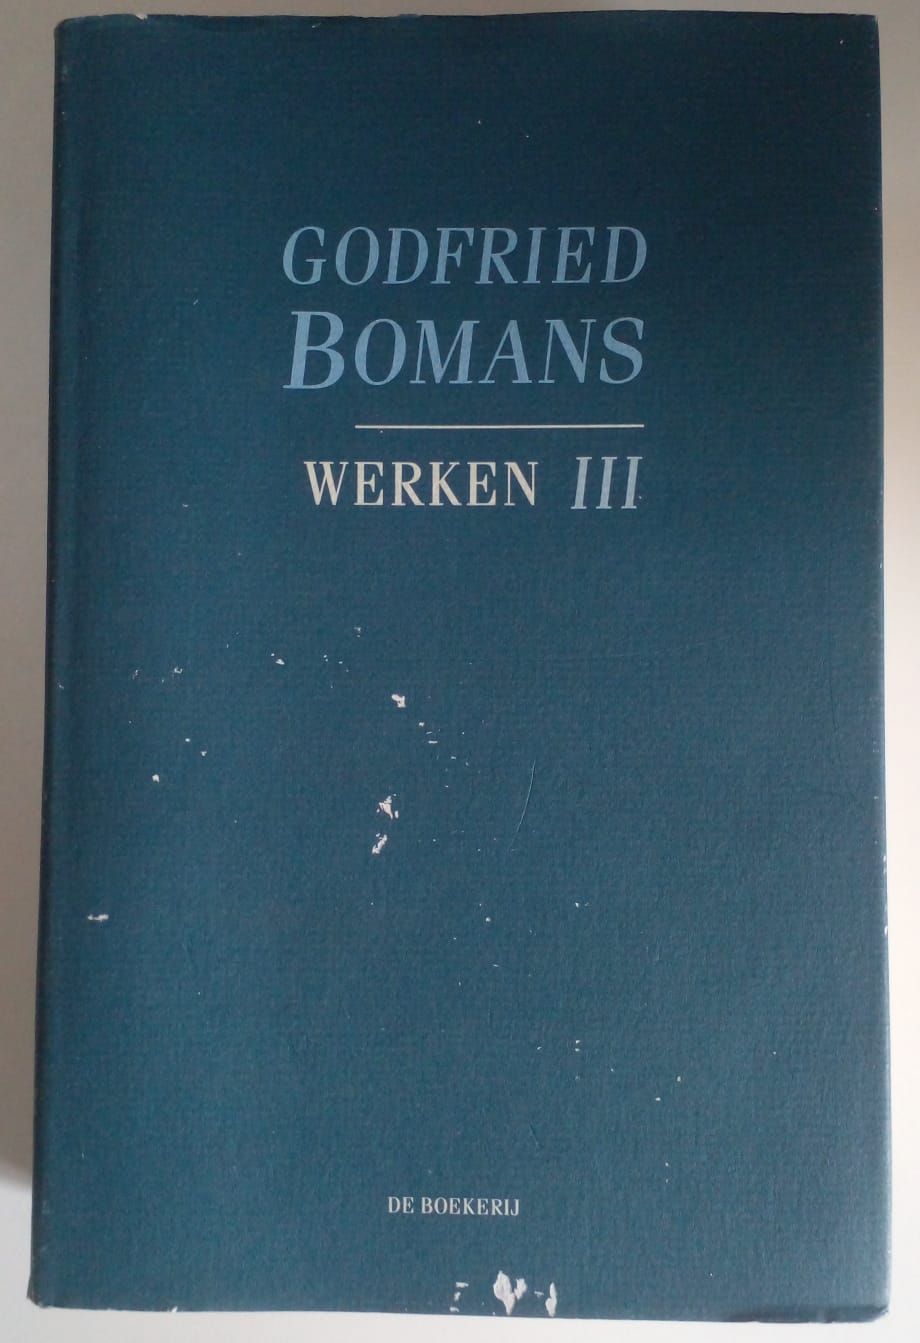 GODFRIED
BOMANS
WERKEN III
DE BOEKERIJ